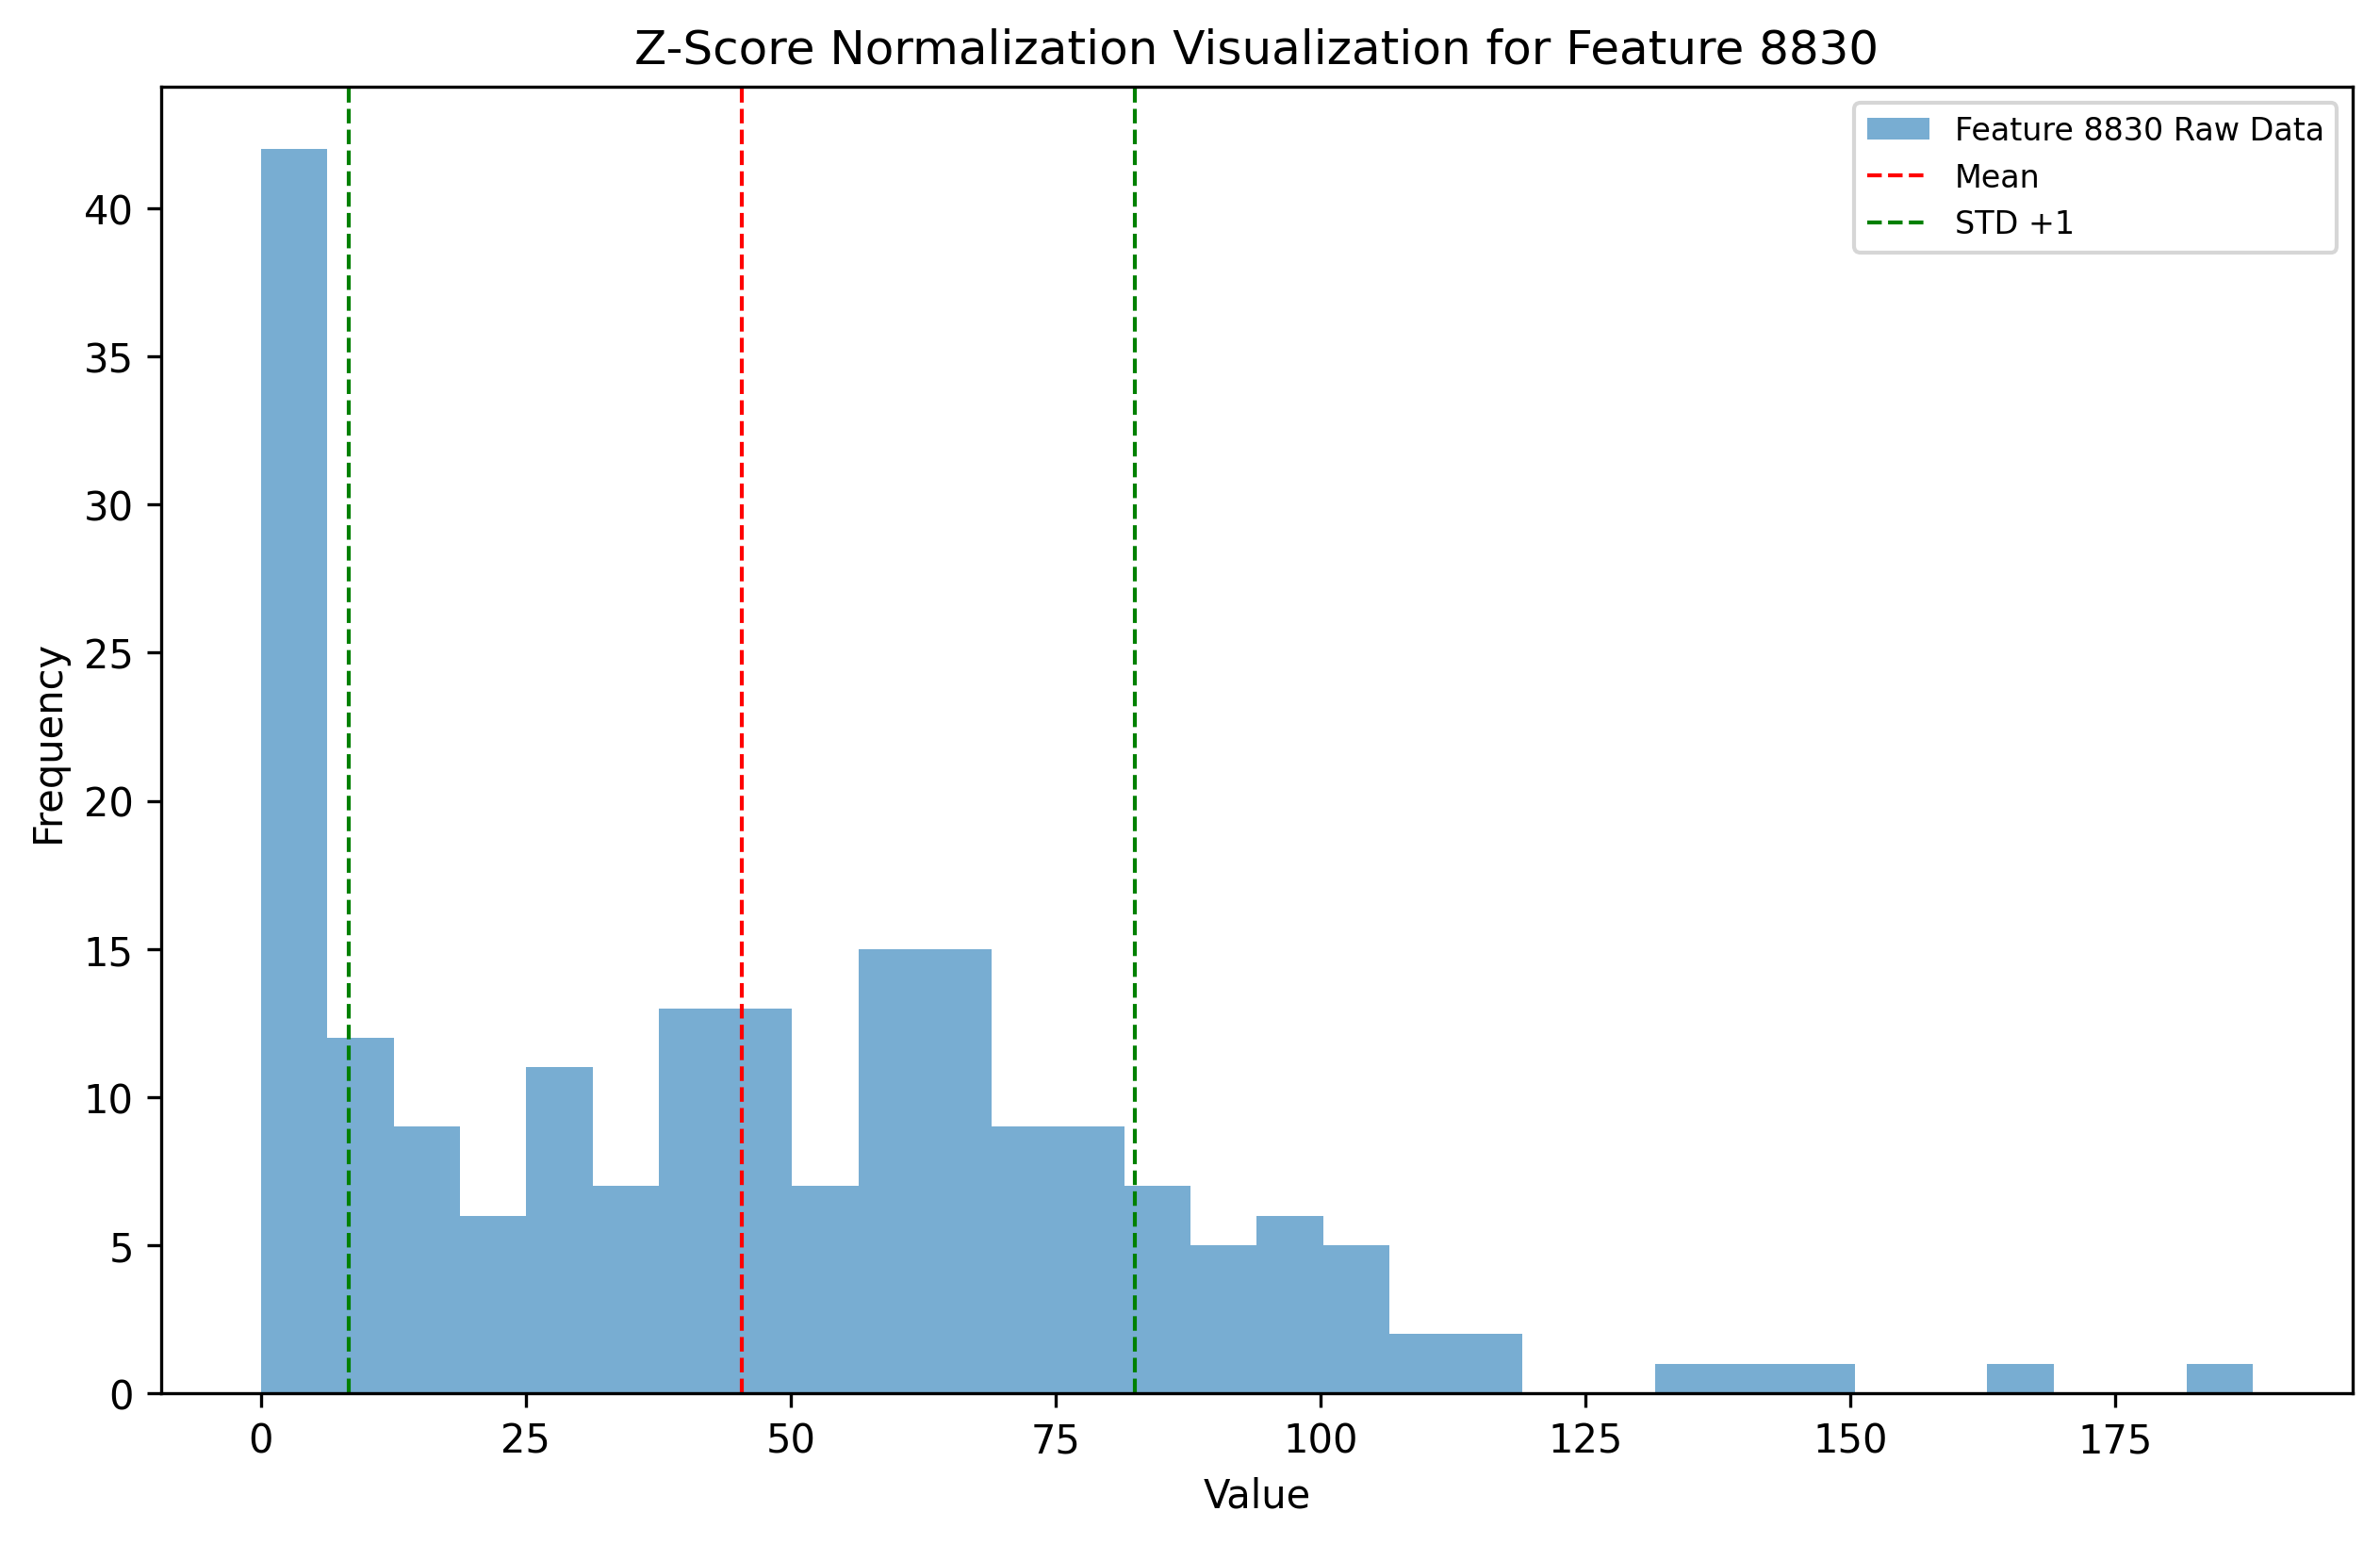 Z-Score Normalization Visualization for Feature 8830
Feature 8830 Raw Data
Mean
STD +1
Frequency
40
35
30
25
20
15
10
5
0
0 25 50 75 100 125 150 175
Value